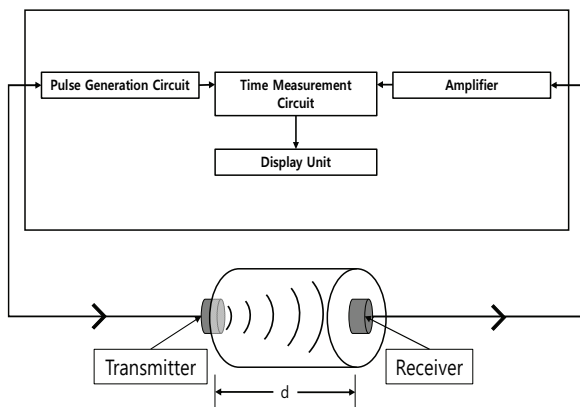 Pulse Generation Circuit
Time Measurement
Circuit
Amplifier
Display Unit
Transmitter
Receiver
d